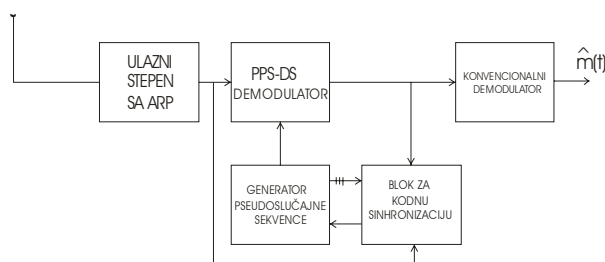 ULAZNI
STEPEN
SA ARP
PPS-DS
DEMODULATOR
KONVENCIONALNI
DEMODULATOR
m̂(t)
GENERATOR
PSEUDOSLUČAJNE
SEKVENCE
BLOK ZA
KODNU
SINHRONIZACIJU